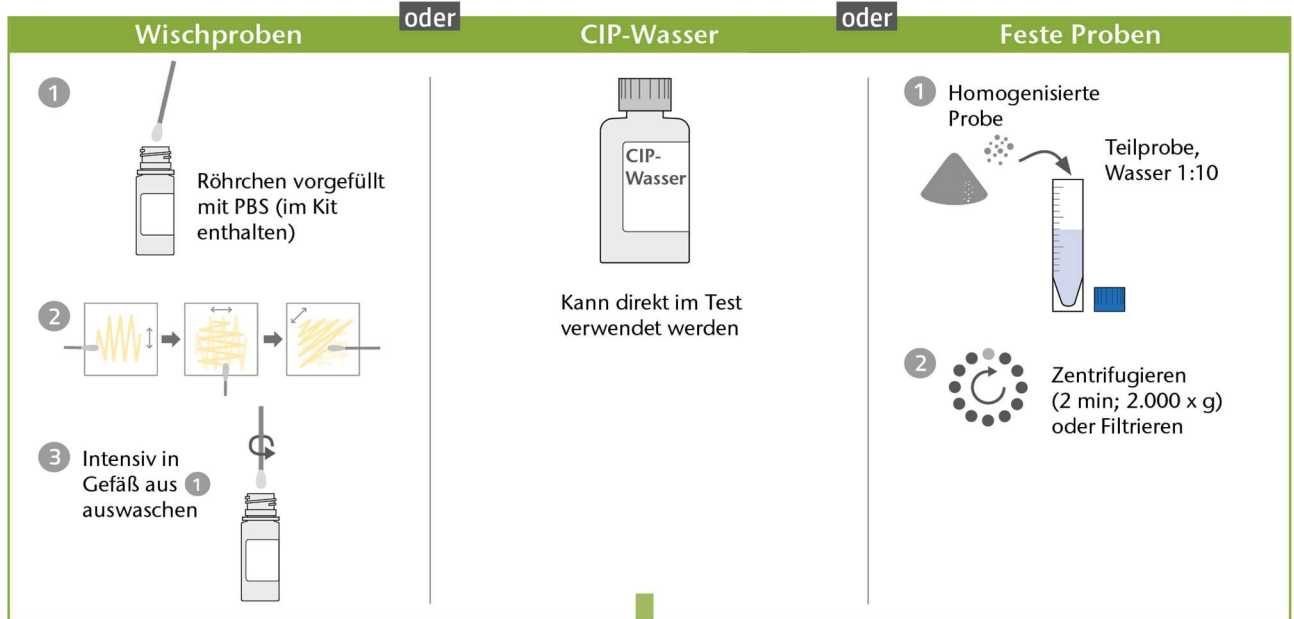 oder
oder
Wischproben
CIP-Wasser
Feste Proben
1
Röhrchen vorgefüllt
mit PBS (im Kit
enthalten)
2
3 Intensiv in
Gefäß aus 1
auswaschen
CIP-
Wasser
Kann direkt im Test
verwendet werden
1 Homogenisierte
Probe
Teilprobe,
Wasser 1:10
2
Zentrifugieren
(2 min; 2.000 x g)
oder Filtrieren